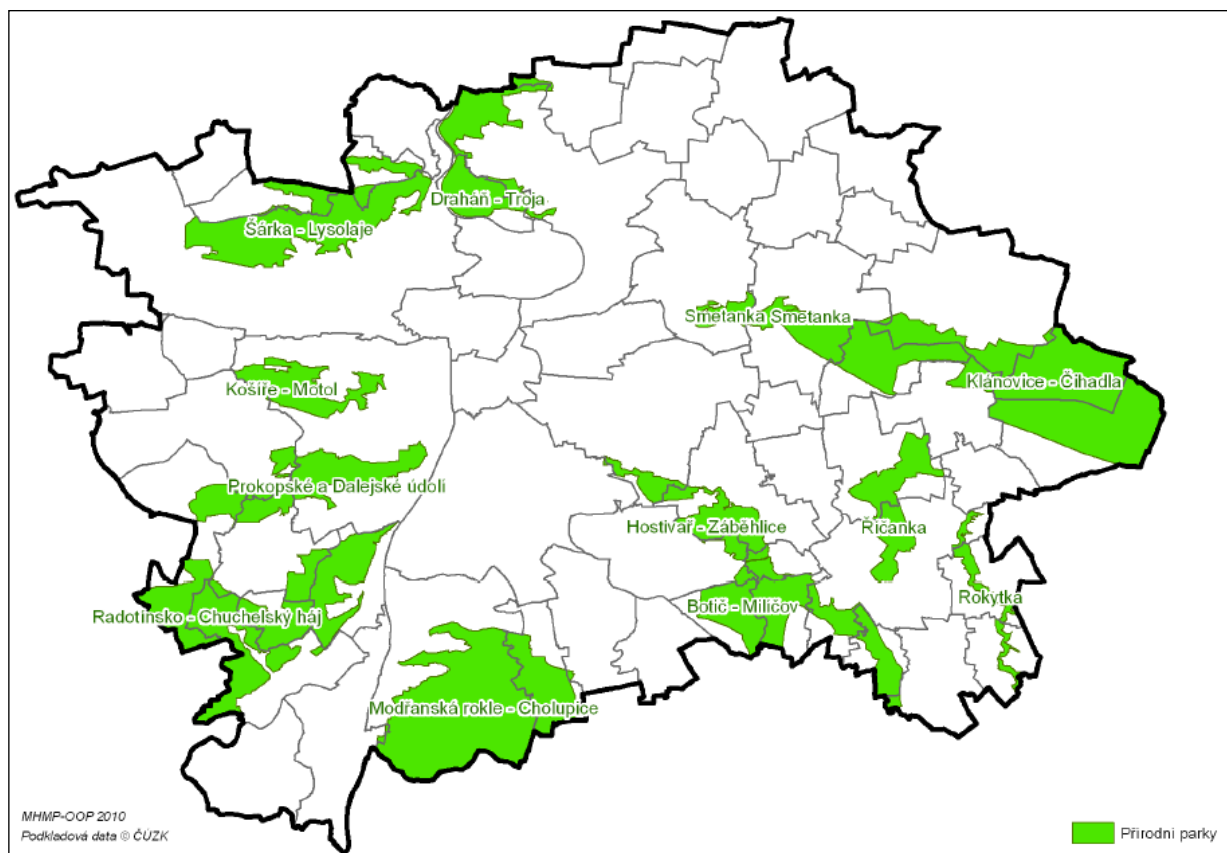 Draháň - Troja
Šárka - Lysolaje
Smetanka Smetanka
Klánovice - Čihadla
Košíře - Motol
Prokopské a Dalejské údolí
Hostivař - Záběhlice
Říčanka
Rokytka
Botič - Milíčov
Radotínsko - Chuchelský háj
Modřanská rokle - Cholupice
MHMP-OOP 2010
Podkladová data © ČÚZK
Přírodní parky